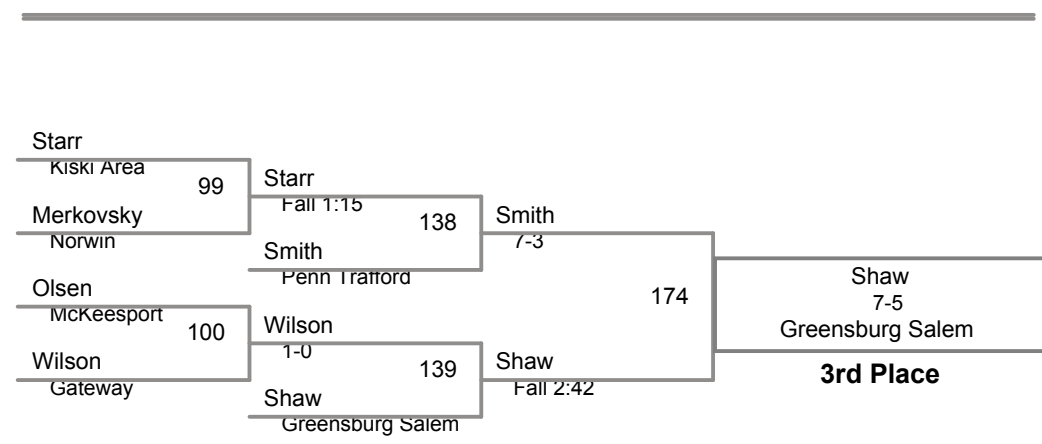 Starr
Kiski Area
99
Merkovsky
Norwin
Olsen
McKeesport
100
Wilson
Gateway
Starr
Fall 1:15
138
Smith
Penn Trafford
Wilson
1-0
139
Shaw
Greensburg Salem
Smith
7-3
174
Shaw
Fall 2:42
Shaw
7-5
Greensburg Salem
3rd Place